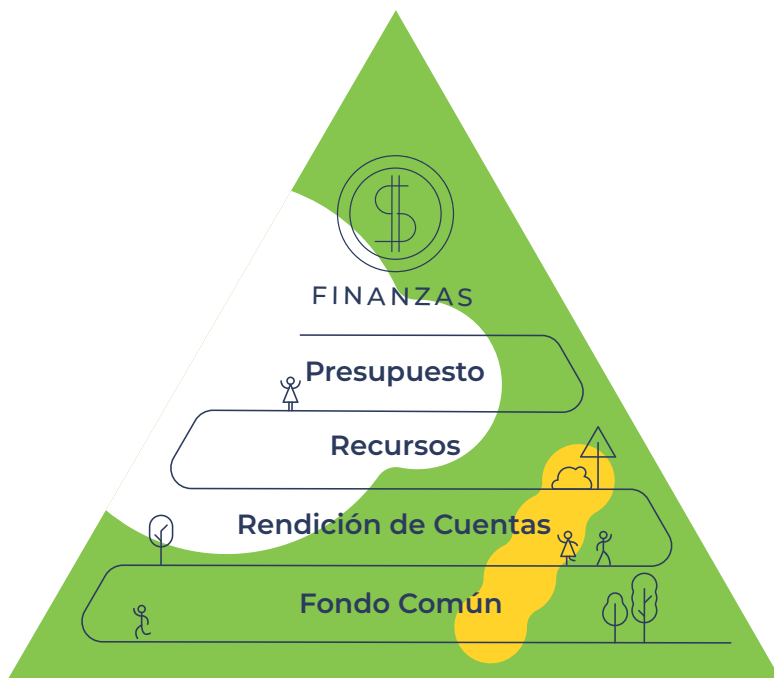 $
FINANZAS
Presupuesto
Recursos
Rendición de Cuentas
Fondo Común